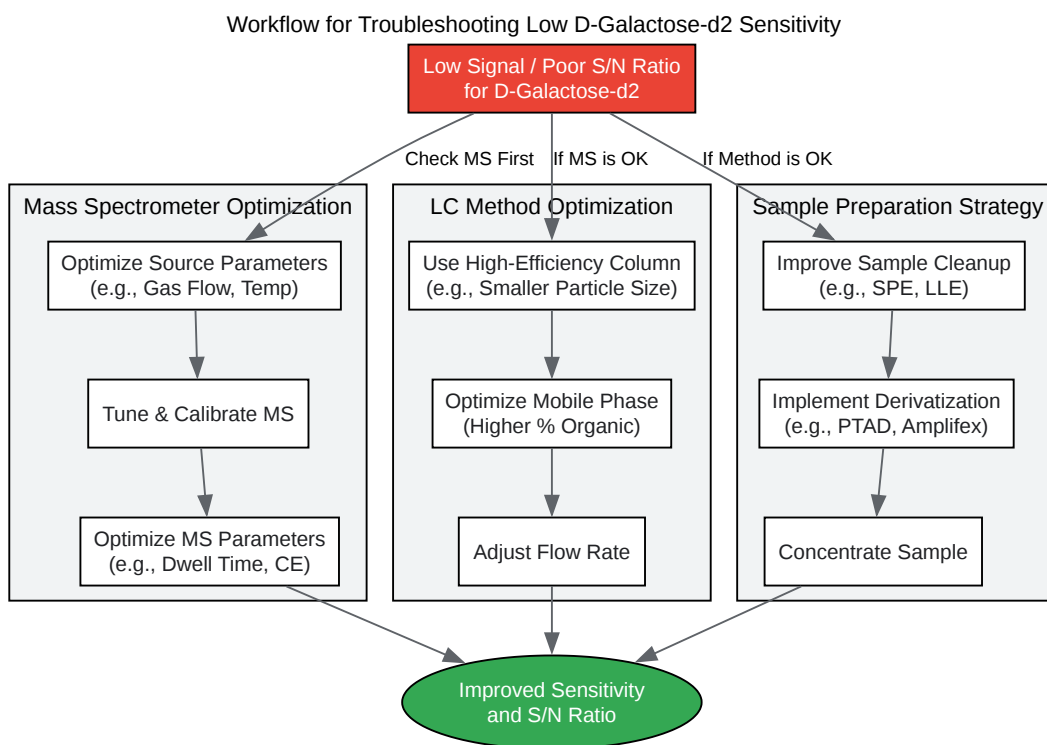 Workflow for Troubleshooting Low D-Galactose-d2 Sensitivity
Low Signal / Poor S/N Ratio
for D-Galactose-d2
Check MS First
If MS is OK
If Method is OK
Mass Spectrometer Optimization
Optimize Source Parameters
(e.g., Gas Flow, Temp)
Tune & Calibrate MS
Optimize MS Parameters
(e.g., Dwell Time, CE)
LC Method Optimization
Use High-Efficiency Column
(e.g., Smaller Particle Size)
Optimize Mobile Phase
(Higher % Organic)
Adjust Flow Rate
Sample Preparation Strategy
Improve Sample Cleanup
(e.g., SPE, LLE)
Implement Derivatization
(e.g., PTAD, Amplifex)
Concentrate Sample
Improved Sensitivity
and S/N Ratio